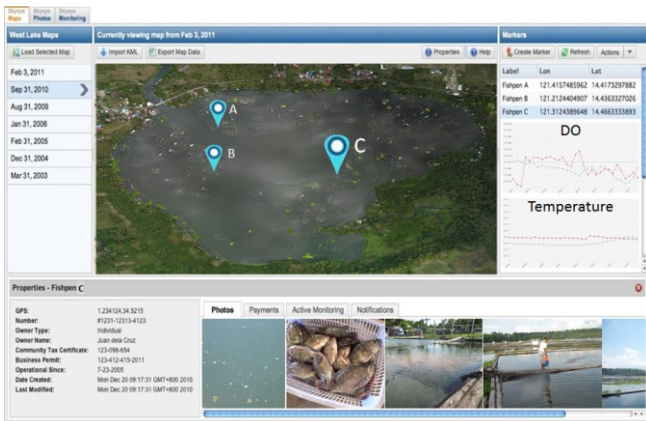 Skyeye Maps
Skyeye Photos
Skyeye Monitoring
West Lake Maps
Currently viewing map from Feb 3, 2011
Markers
Load Selected Map
Import KML
Export Map Data
Properties
Help
Create Marker
Refresh
Actions
Feb 3, 2011
Sep 31, 2010
Aug 31, 2009
Jan 31, 2006
Feb 31, 2005
Dec 31, 2004
Mar 31, 2003
A
B
C
Label Lon Lat
Fishpen A 121.4157485962 14.4173297882
Fishpen B 121.2124404907 14.4363327026
Fishpen C 121.3124389648 14.4663333893
DO
Temperature
Properties - Fishpen C
GPS: 1.234124,34.5215
Number: #1231-12313-4123
Owner Type: Individual
Owner Name: Juan dela Cruz
Community Tax Certificate: 123-098-654
Business Permit: 123-412-415-2011
Operational Since: 7-23-2005
Date Created: Mon Dec 20 09:17:31 GMT+800 2010
Last Modified: Mon Dec 20 09:17:31 GMT+800 2010
Photos
Payments
Active Monitoring
Notifications